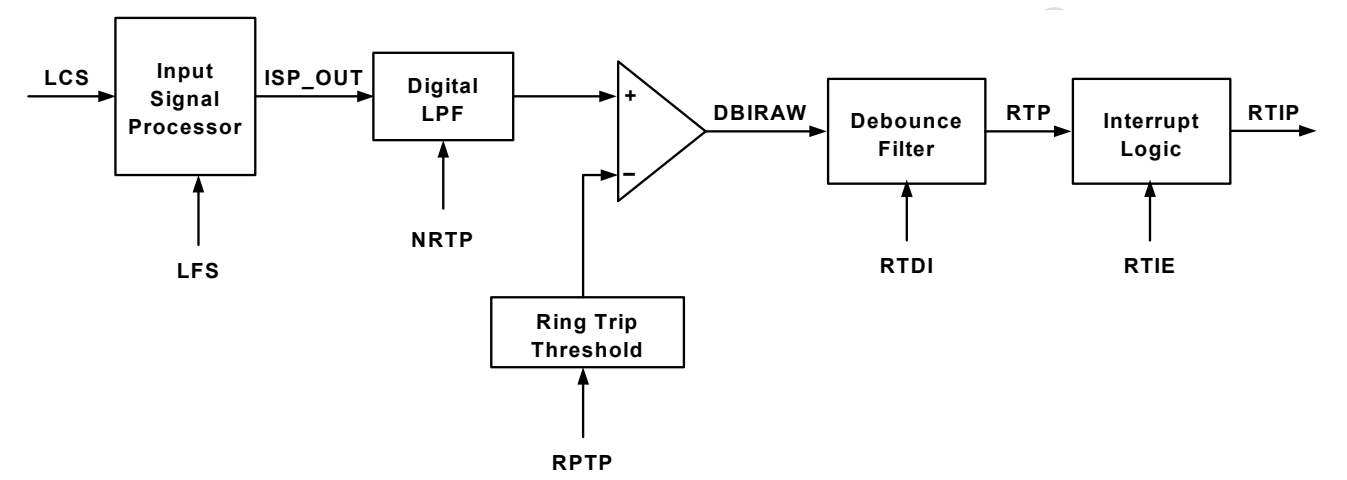 LCS
Input
Signal
Processor
ISP_OUT
Digital
LPF
+
−
DBIRAW
Debounce
Filter
RTP
Interrupt
Logic
RTIP
LFS
NRTP
RTDI
RTIE
Ring Trip
Threshold
RPTP